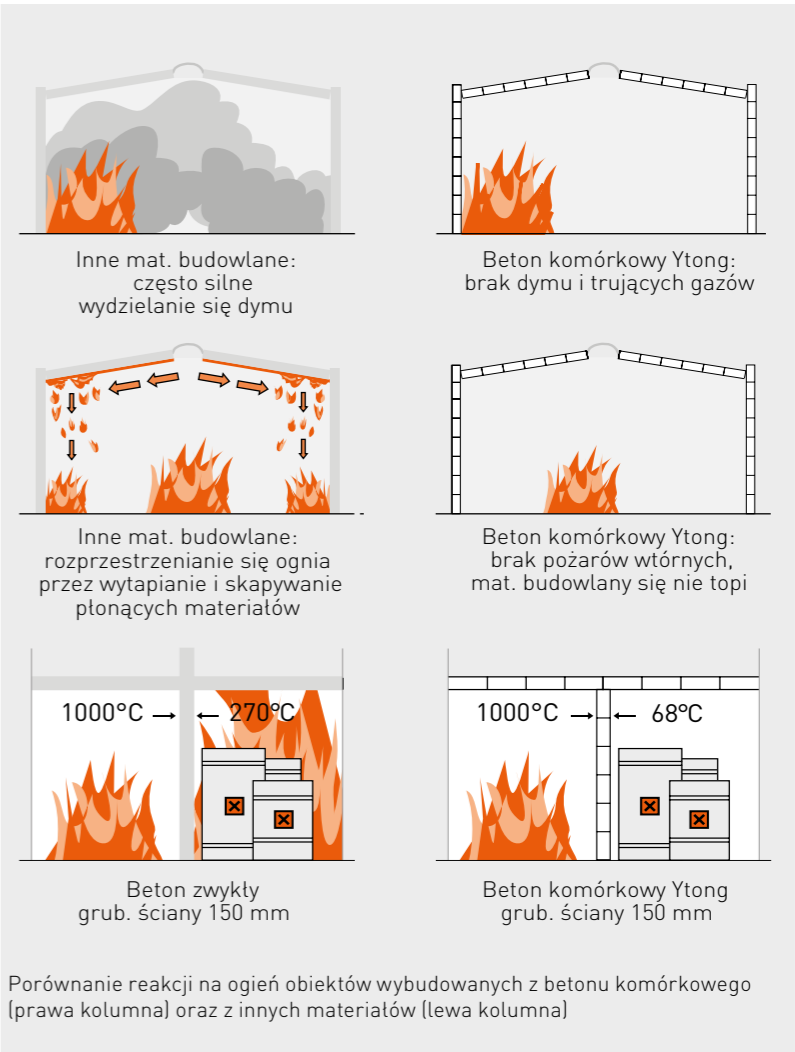 Inne mat. budowlane:
często silne
wydzielanie się dymu
Beton komórkowy Ytong:
brak dymu i trujących gazów
Inne mat. budowlane:
rozprzestrzenianie się ognia
przez wytapianie i skapywanie
płonących materiałów
Beton komórkowy Ytong:
brak pożarów wtórnych,
mat. budowlany się nie topi
1000°C
270°C
Beton zwykły
grub. ściany 150 mm
1000°C
68°C
Beton komórkowy Ytong
grub. ściany 150 mm
Porównanie reakcji na ogień obiektów wybudowanych z betonu komórkowego
(prawa kolumna) oraz z innych materiałów (lewa kolumna)